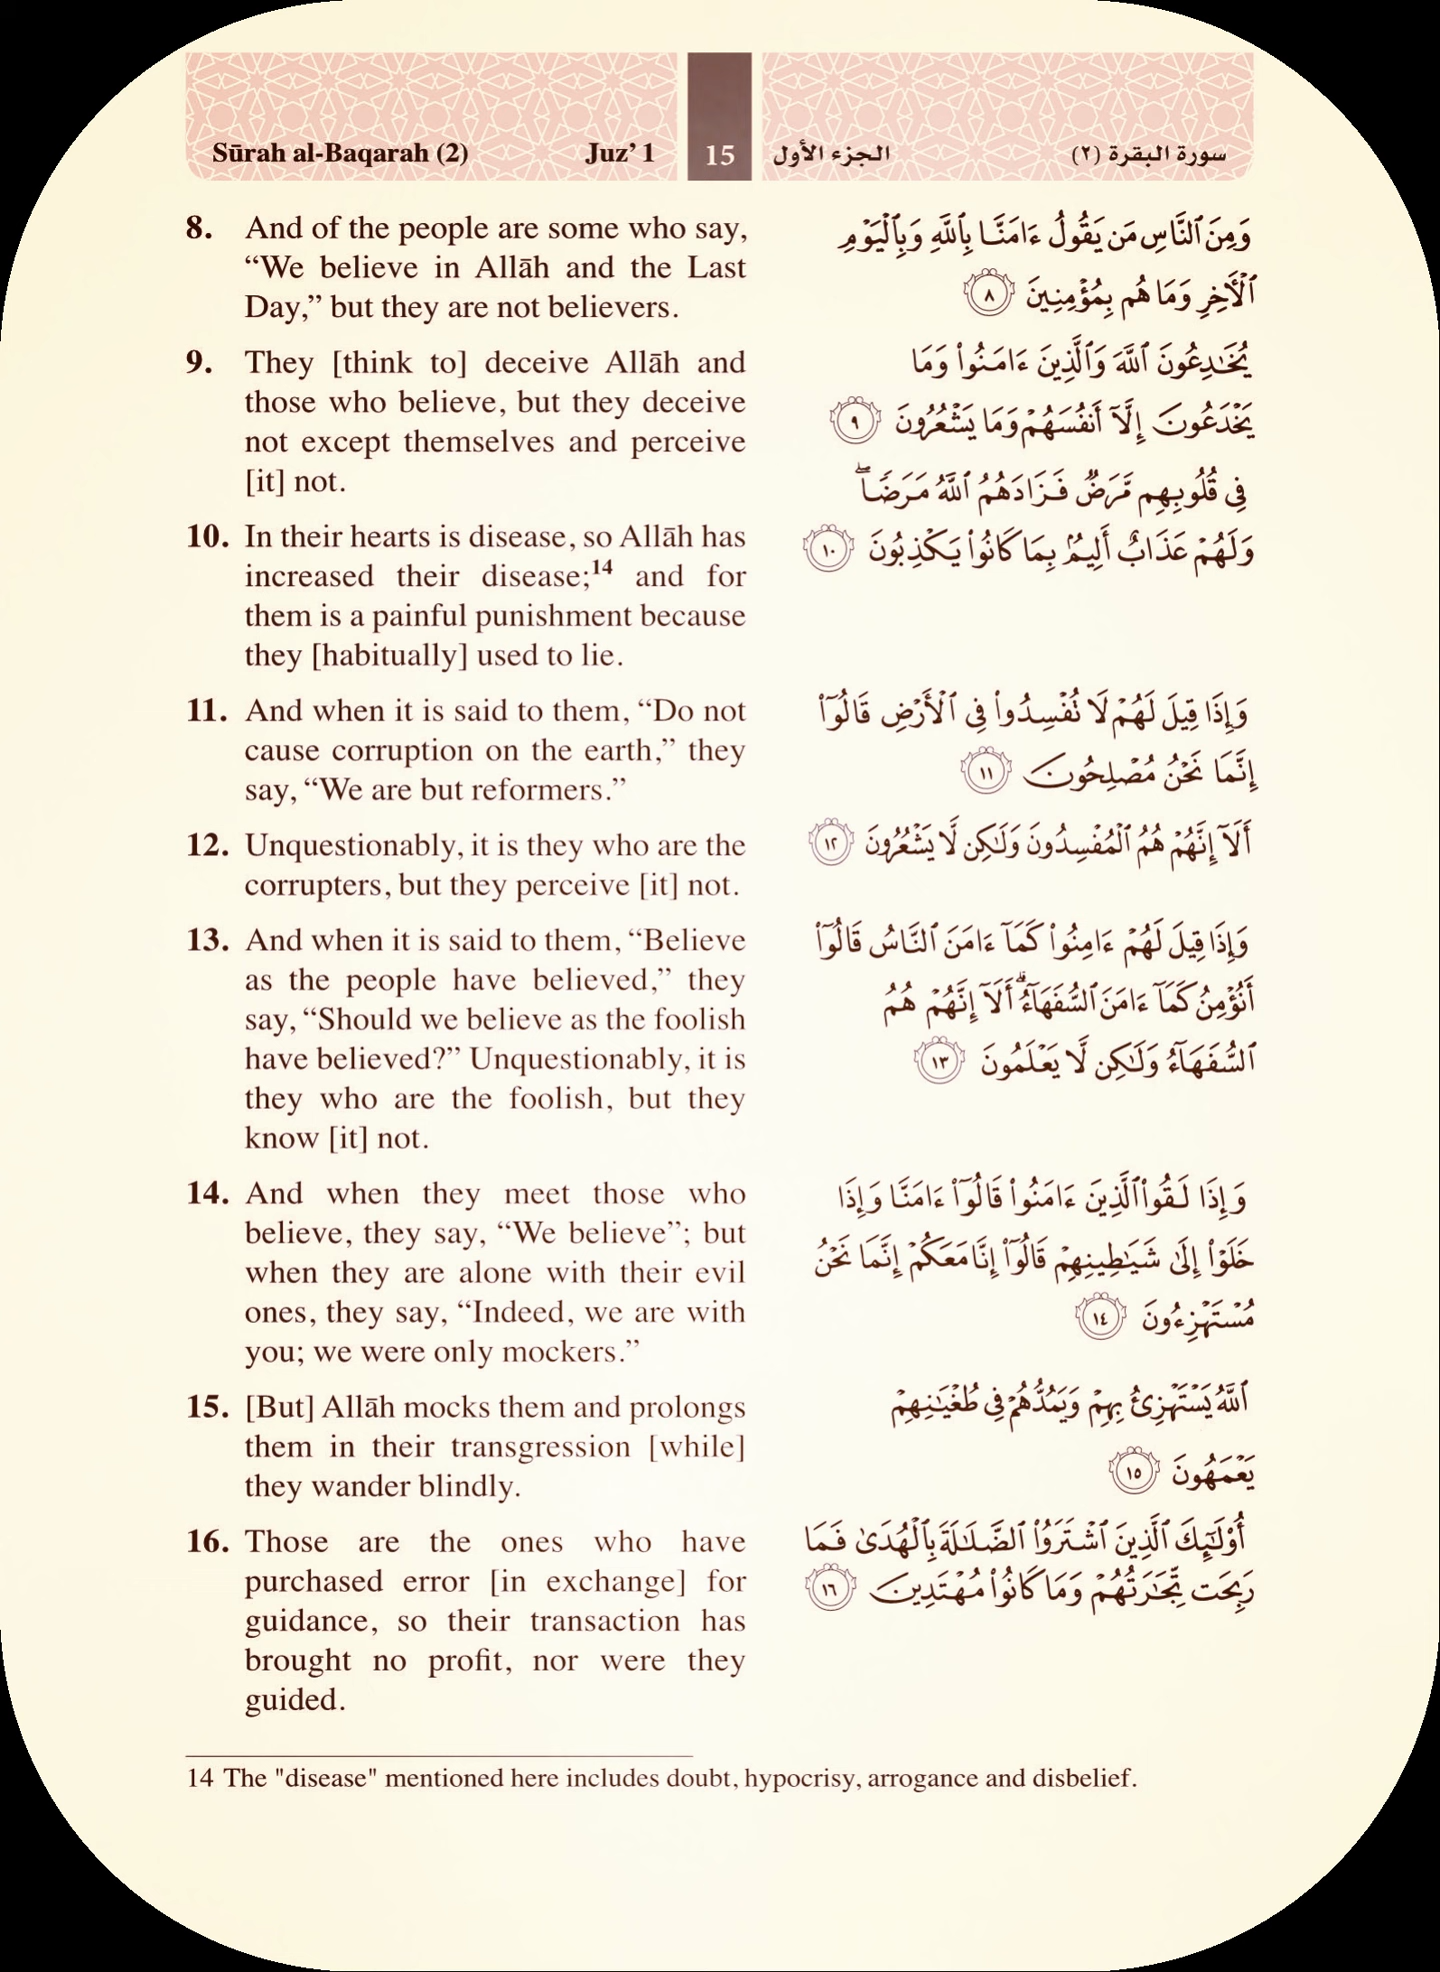 Sūrah al-Baqarah (2) Juz’ 1 15 الجزء الأول سورة البقرة (٢)
8. And of the people are some who say,
“We believe in Allāh and the Last
Day,” but they are not believers.
9. They [think to] deceive Allāh and
those who believe, but they deceive
not except themselves and perceive
[it] not.
10. In their hearts is disease, so Allāh has
increased their disease;14 and for
them is a painful punishment because
they [habitually] used to lie.
11. And when it is said to them, “Do not
cause corruption on the earth,” they
say, “We are but reformers.”
12. Unquestionably, it is they who are the
corrupters, but they perceive [it] not.
13. And when it is said to them, “Believe
as the people have believed,” they
say, “Should we believe as the foolish
have believed?” Unquestionably, it is
they who are the foolish, but they
know [it] not.
14. And when they meet those who
believe, they say, “We believe”; but
when they are alone with their evil
ones, they say, “Indeed, we are with
you; we were only mockers.”
15. [But] Allāh mocks them and prolongs
them in their transgression [while]
they wander blindly.
16. Those are the ones who have
purchased error [in exchange] for
guidance, so their transaction has
brought no profit, nor were they
guided.
وَمِنَ ٱلنَّاسِ مَن يَقُولُ ءَامَنَّا بِٱللَّهِ وَبِٱلْيَوْمِ
ٱلْأَخِرِ وَمَا هُم بِمُؤْمِنِينَ ٨
يُخَٰدِعُونَ ٱللَّهَ وَٱلَّذِينَ ءَامَنُوا۟ وَمَا
يَخْدَعُونَ إِلَّآ أَنفُسَهُمْ وَمَا يَشْعُرُونَ ٩
فِى قُلُوبِهِم مَّرَضٌ فَزَادَهُمُ ٱللَّهُ مَرَضًا ۖ
وَلَهُمْ عَذَابٌ أَلِيمٌۢ بِمَا كَانُوا۟ يَكْذِبُونَ ١٠
وَإِذَا قِيلَ لَهُمْ لَا تُفْسِدُوا۟ فِى ٱلْأَرْضِ قَالُوٓا۟
إِنَّمَا نَحْنُ مُصْلِحُونَ ١١
أَلَآ إِنَّهُمْ هُمُ ٱلْمُفْسِدُونَ وَلَٰكِن لَّا يَشْعُرُونَ ١٢
وَإِذَا قِيلَ لَهُمْ ءَامِنُوا۟ كَمَآ ءَامَنَ ٱلنَّاسُ قَالُوٓا۟
أَنُؤْمِنُ كَمَآ ءَامَنَ ٱلسُّفَهَآءُ ۗ أَلَآ إِنَّهُمْ هُمُ
ٱلسُّفَهَآءُ وَلَٰكِن لَّا يَعْلَمُونَ ١٣
وَإِذَا لَقُوا۟ ٱلَّذِينَ ءَامَنُوا۟ قَالُوٓا۟ ءَامَنَّا وَإِذَا
خَلَوْا۟ إِلَىٰ شَيَٰطِينِهِمْ قَالُوٓا۟ إِنَّا مَعَكُمْ إِنَّمَا نَحْنُ
مُسْتَهْزِءُونَ ١٤
ٱللَّهُ يَسْتَهْزِئُ بِهِمْ وَيَمُدُّهُمْ فِى طُغْيَٰنِهِمْ
يَعْمَهُونَ ١٥
أُو۟لَٰٓئِكَ ٱلَّذِينَ ٱشْتَرَوُا۟ ٱلضَّلَٰلَةَ بِٱلْهُدَىٰ فَمَا
رَبِحَت تِّجَٰرَتُهُمْ وَمَا كَانُوا۟ مُهْتَدِينَ ١٦
14 The "disease" mentioned here includes doubt, hypocrisy, arrogance and disbelief.